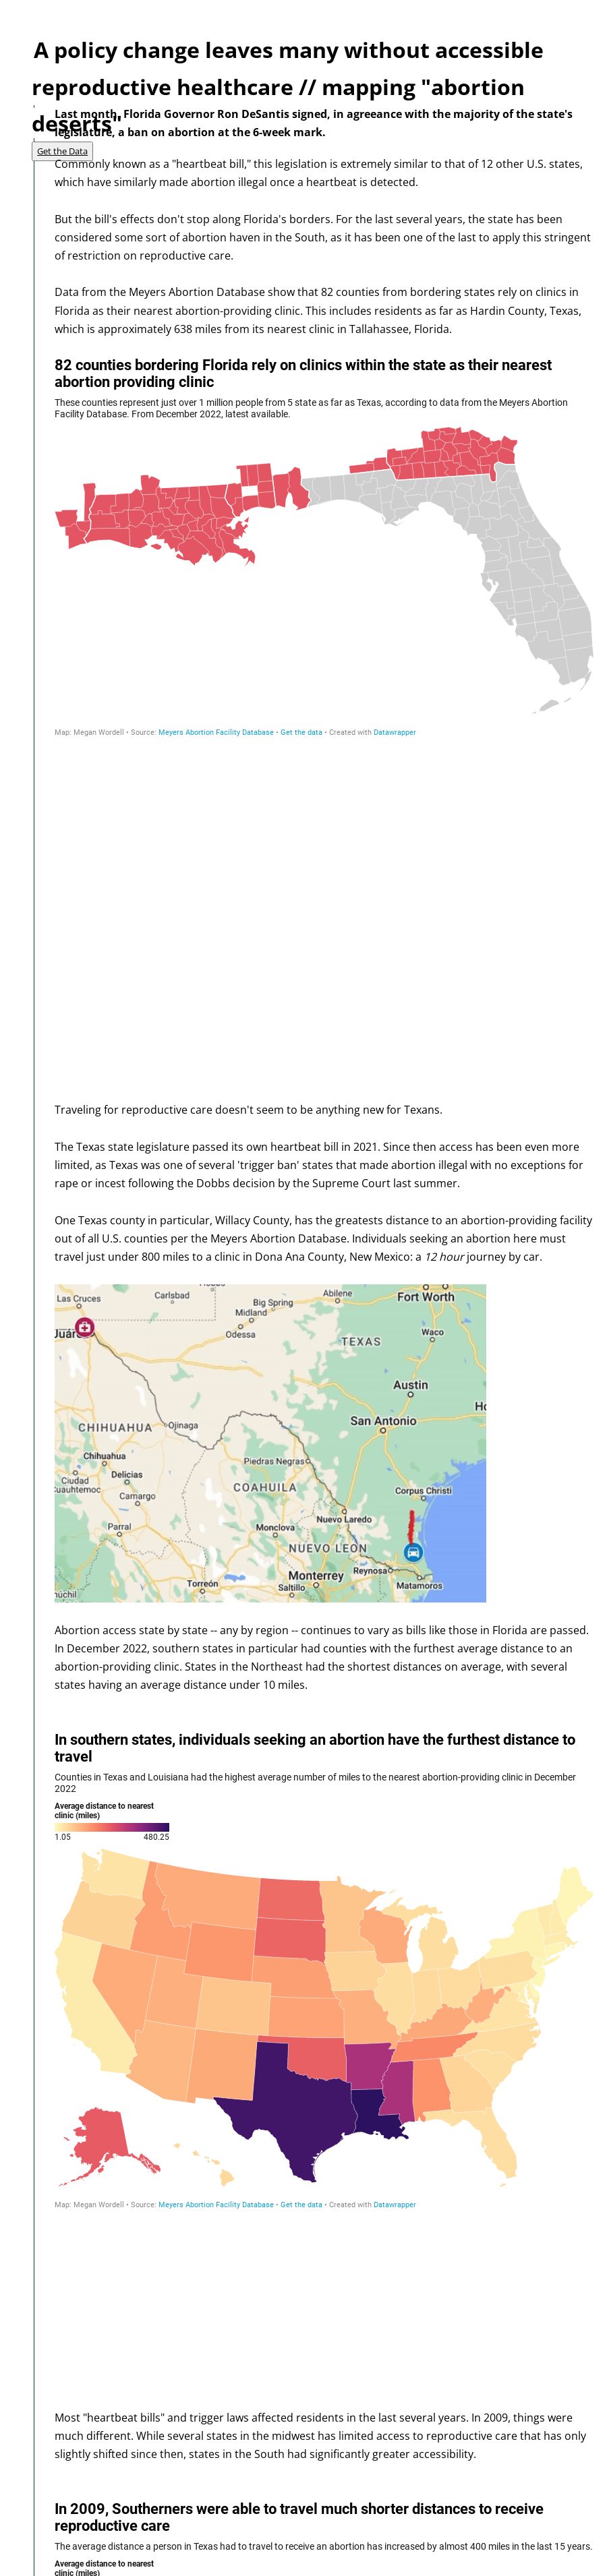 A policy change leaves many without accessible
reproductive healthcare // mapping "abortion
deserts"
Last month, Florida Governor Ron DeSantis signed, in agreeance with the majority of the state's
legislature, a ban on abortion at the 6-week mark.
Get the Data
Commonly known as a "heartbeat bill," this legislation is extremely similar to that of 12 other U.S. states,
which have similarly made abortion illegal once a heartbeat is detected.
But the bill's effects don't stop along Florida's borders. For the last several years, the state has been
considered some sort of abortion haven in the South, as it has been one of the last to apply this stringent
of restriction on reproductive care.
Data from the Meyers Abortion Database show that 82 counties from bordering states rely on clinics in
Florida as their nearest abortion-providing clinic. This includes residents as far as Hardin County, Texas,
which is approximately 638 miles from its nearest clinic in Tallahassee, Florida.
82 counties bordering Florida rely on clinics within the state as their nearest
abortion providing clinic
These counties represent just over 1 million people from 5 state as far as Texas, according to data from the Meyers Abortion
Facility Database. From December 2022, latest available.
Map: Megan Wordell • Source: Meyers Abortion Facility Database • Get the data • Created with Datawrapper
Traveling for reproductive care doesn't seem to be anything new for Texans.
The Texas state legislature passed its own heartbeat bill in 2021. Since then access has been even more
limited, as Texas was one of several 'trigger ban' states that made abortion illegal with no exceptions for
rape or incest following the Dobbs decision by the Supreme Court last summer.
One Texas county in particular, Willacy County, has the greatests distance to an abortion-providing facility
out of all U.S. counties per the Meyers Abortion Database. Individuals seeking an abortion here must
travel just under 800 miles to a clinic in Dona Ana County, New Mexico: a 12 hour journey by car.
Las Cruces
Carlsbad
Big Spring
Abilene
Fort Worth
Midland
Juárez
Odessa
Waco
TEXAS
Austin
San Antonio
CHIHUAHUA
Ojinaga
Chihuahua
Piedras Negras
Ciudad
Cuauhtemoc
Delicias
COAHUILA
Corpus Christi
Camargo
Nuevo Laredo
Parral
Monclova
NUEVO LEON
Reynosa
Monterrey
Torreón
Saltillo
Matamoros
Abortion access state by state -- any by region -- continues to vary as bills like those in Florida are passed.
In December 2022, southern states in particular had counties with the furthest average distance to an
abortion-providing clinic. States in the Northeast had the shortest distances on average, with several
states having an average distance under 10 miles.
In southern states, individuals seeking an abortion have the furthest distance to
travel
Counties in Texas and Louisiana had the highest average number of miles to the nearest abortion-providing clinic in December
2022
Average distance to nearest
clinic (miles)
1.05 480.25
Map: Megan Wordell • Source: Meyers Abortion Facility Database • Get the data • Created with Datawrapper
Most "heartbeat bills" and trigger laws affected residents in the last several years. In 2009, things were
much different. While several states in the midwest has limited access to reproductive care that has only
slightly shifted since then, states in the South had significantly greater accessibility.
In 2009, Southerners were able to travel much shorter distances to receive
reproductive care
The average distance a person in Texas had to travel to receive an abortion has increased by almost 400 miles in the last 15 years.
Average distance to nearest
clinic (miles)